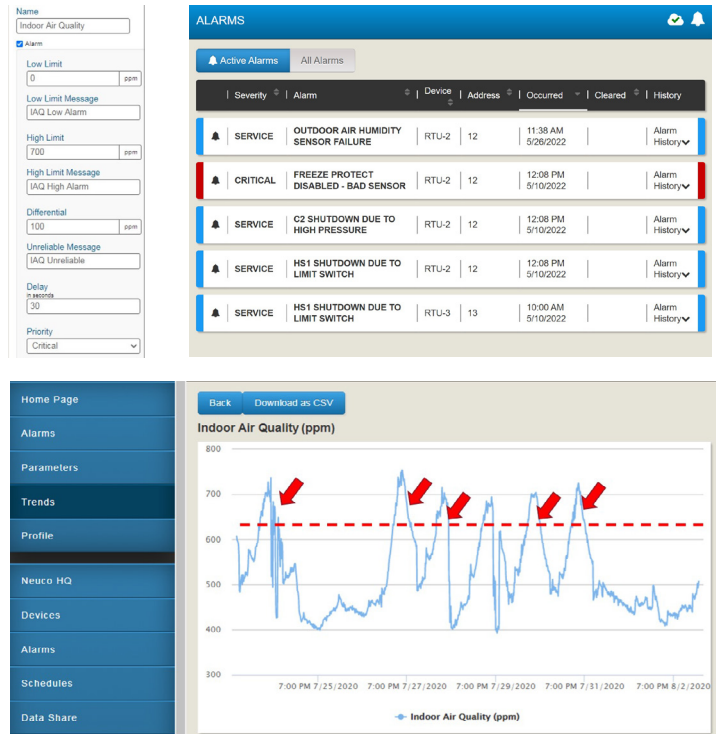 Name
Indoor Air Quality
Alarm
Low Limit
0 ppm
Low Limit Message
IAQ Low Alarm
High Limit
700 ppm
High Limit Message
IAQ High Alarm
Differential
100 ppm
Unreliable Message
IAQ Unreliable
Delay
In seconds
30
Priority
Critical
ALARMS
Active Alarms All Alarms
Severity Alarm Device Address Occurred Cleared History
SERVICE OUTDOOR AIR HUMIDITY SENSOR FAILURE RTU-2 12 11:38 AM 5/26/2022 Alarm History
CRITICAL FREEZE PROTECT DISABLED - BAD SENSOR RTU-2 12 12:08 PM 5/10/2022 Alarm History
SERVICE C2 SHUTDOWN DUE TO HIGH PRESSURE RTU-2 12 12:08 PM 5/10/2022 Alarm History
SERVICE HS1 SHUTDOWN DUE TO LIMIT SWITCH RTU-2 12 12:08 PM 5/10/2022 Alarm History
SERVICE HS1 SHUTDOWN DUE TO LIMIT SWITCH RTU-3 13 10:00 AM 5/10/2022 Alarm History
Home Page
Alarms
Parameters
Trends
Profile
Neuco HQ
Devices
Alarms
Schedules
Data Share
Back Download as CSV
Indoor Air Quality (ppm)
800
700
600
500
400
300
7:00 PM 7/25/2020 7:00 PM 7/27/2020 7:00 PM 7/29/2020 7:00 PM 7/31/2020 7:00 PM 8/2/2020
Indoor Air Quality (ppm)